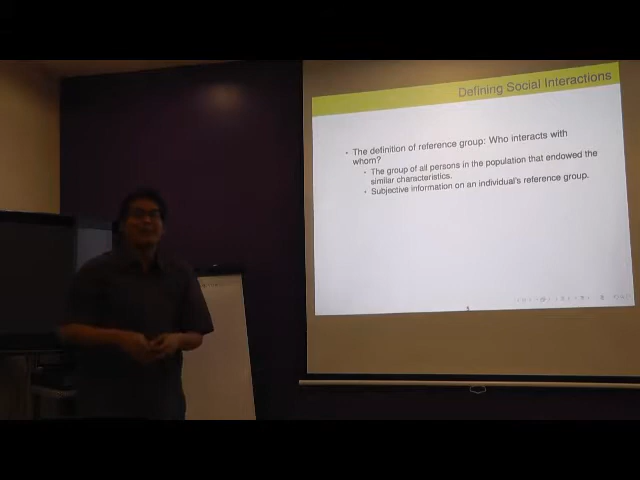 Defining Social Interactions
• The definition of reference group: Who interacts with
whom?
• The group of all persons in the population that endowed the
similar characteristics.
• Subjective information on an individual's reference group.